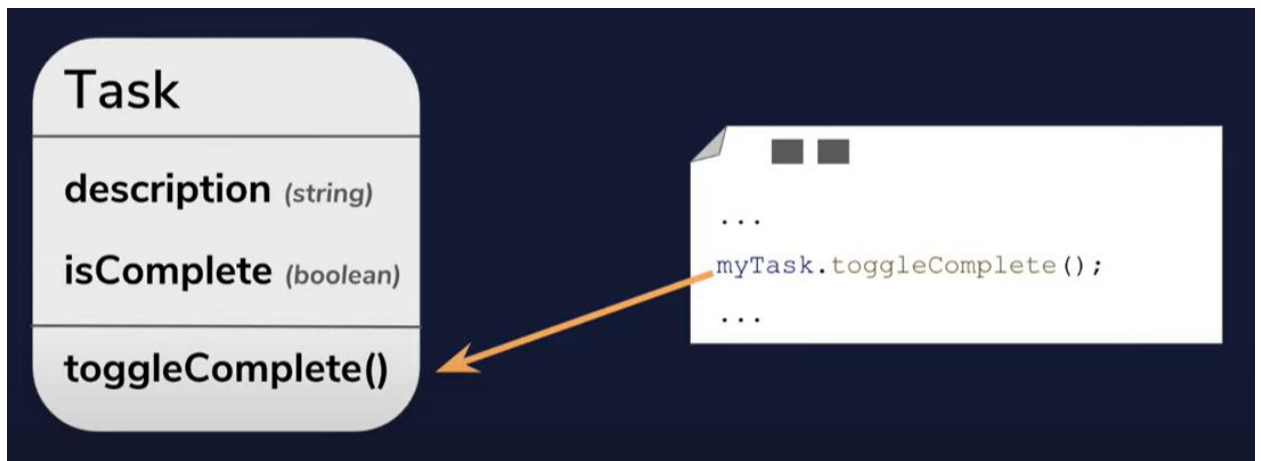 Task
description (string)
isComplete (boolean)
toggleComplete()
...
myTask.toggleComplete();
...